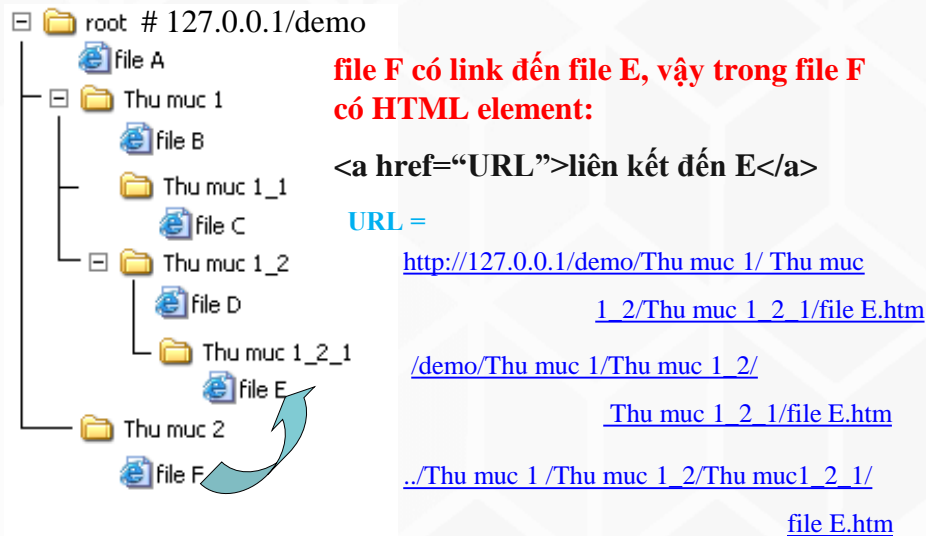 root # 127.0.0.1/demo
file A
Thu muc 1
file B
Thu muc 1_1
file C
Thu muc 1_2
file D
Thu muc 1_2_1
file E
Thu muc 2
file F
file F có link đến file E, vậy trong file F
có HTML element:
<a href=“URL”>liên kết đến E</a>
URL =
http://127.0.0.1/demo/Thu muc 1/ Thu muc
1_2/Thu muc 1_2_1/file E.htm
/demo/Thu muc 1/Thu muc 1_2/
Thu muc 1_2_1/file E.htm
../Thu muc 1 /Thu muc 1_2/Thu muc1_2_1/
file E.htm